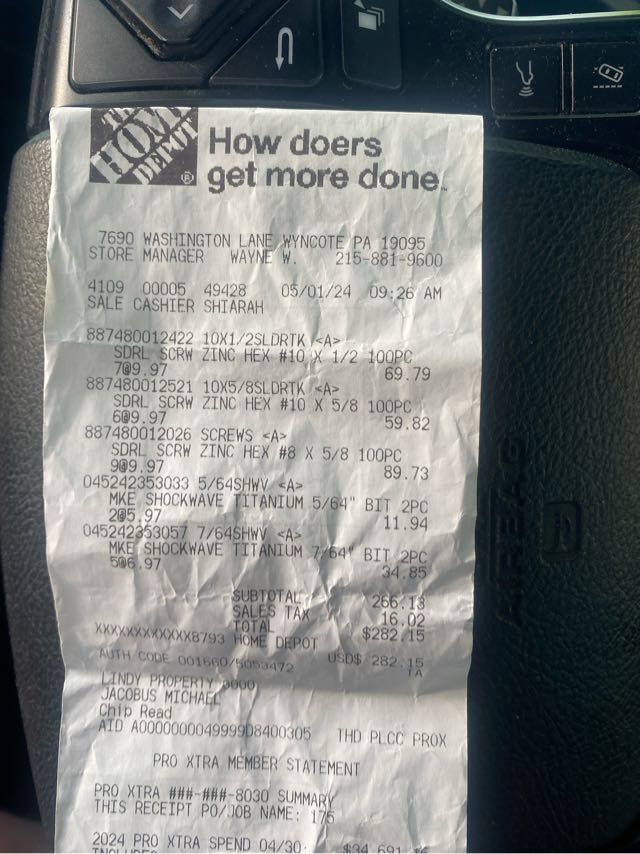 THE
HOME
DEPOT
®
How doers
get more done™
7690 WASHINGTON LANE WYNCOTE PA 19095
STORE MANAGER WAYNE W. 215-881-9600
4109 00005 49428 05/01/24 09:26 AM
SALE CASHIER SHIARAH
887480012422 10X1/2SLDRTK <A>
SDRL SCRW ZINC HEX #10 X 1/2 100PC
7@9.97 69.79
887480012521 10X5/8SLDRTK <A>
SDRL SCRW ZINC HEX #10 X 5/8 100PC
6@9.97 59.82
887480012026 SCREWS <A>
SDRL SCRW ZINC HEX #8 X 5/8 100PC
9@9.97 89.73
045242353033 5/64SHWV <A>
MKE SHOCKWAVE TITANIUM 5/64" BIT 2PC
2@5.97 11.94
045242353057 7/64SHWV <A>
MKE SHOCKWAVE TITANIUM 7/64" BIT 2PC
5@6.97 34.85
SUBTOTAL 266.13
SALES TAX 16.02
TOTAL $282.15
XXXXXXXXXXXX8793 HOME DEPOT
USD$ 282.15
AUTH CODE 001660/5053472 TA
LINDY PROPERTY
JACOBUS MICHAEL
Chip Read
AID A0000000049999D8400305 THD PLCC PROX
PRO XTRA MEMBER STATEMENT
PRO XTRA ###-###-8030 SUMMARY
THIS RECEIPT PO/JOB NAME: 175
2024 PRO XTRA SPEND 04/30:
AIRBAG